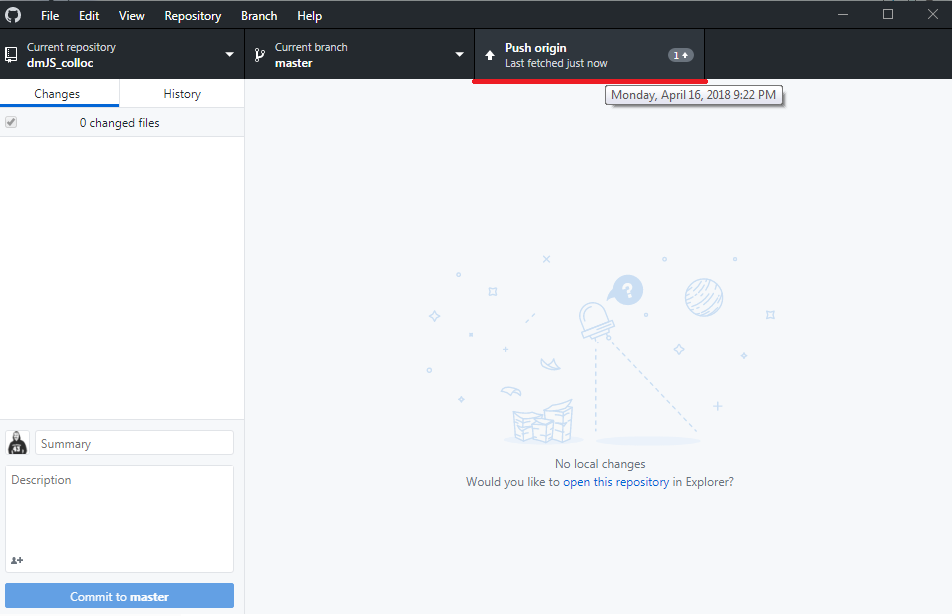 File Edit View Repository Branch Help
Current repository
dmJS_colloc
Current branch
master
Push origin
Last fetched just now
1
Monday, April 16, 2018 9:22 PM
Changes History
0 changed files
?
No local changes
Would you like to open this repository in Explorer?
Summary
Description
Commit to master